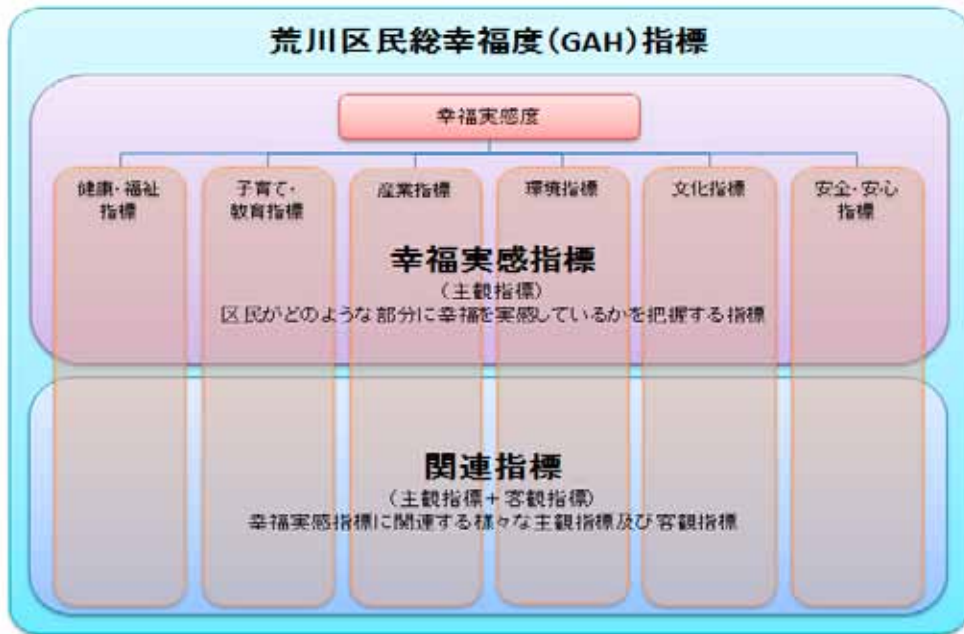 荒川区民総幸福度(GAH)指標
幸福実感度
健康・福祉
指標
子育て・
教育指標
産業指標
環境指標
文化指標
安全・安心
指標
幸福実感指標
(主観指標)
区民がどのような部分に幸福を実感しているかを把握する指標
関連指標
(主観指標+客観指標)
幸福実感指標に関連する様々な主観指標及び客観指標